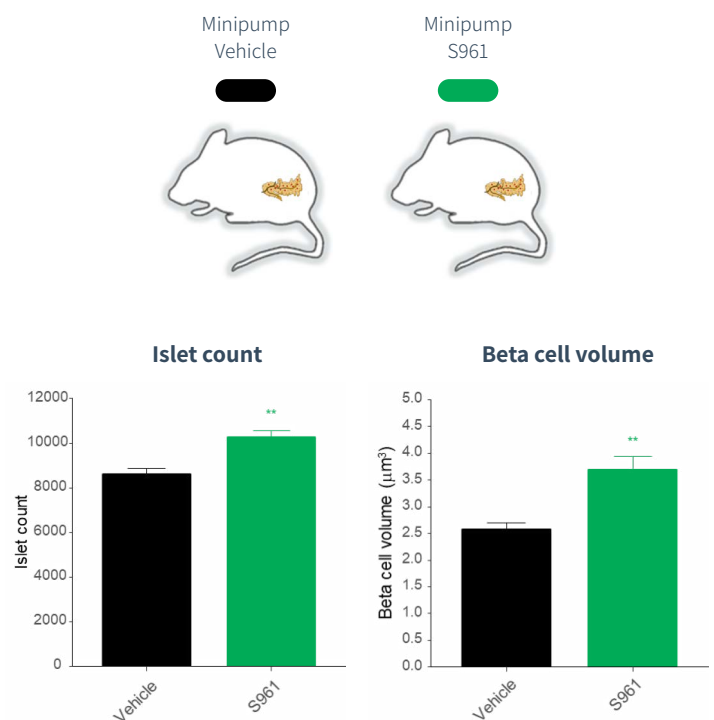 Minipump
Vehicle
Minipump
S961
Islet count
Beta cell volume
12000
10000
8000
6000
4000
2000
0
Islet count
**
Vehicle
S961
5.0
4.5
4.0
3.5
3.0
2.5
2.0
1.5
1.0
0.5
0.0
Beta cell volume (μm³)
**
Vehicle
S961